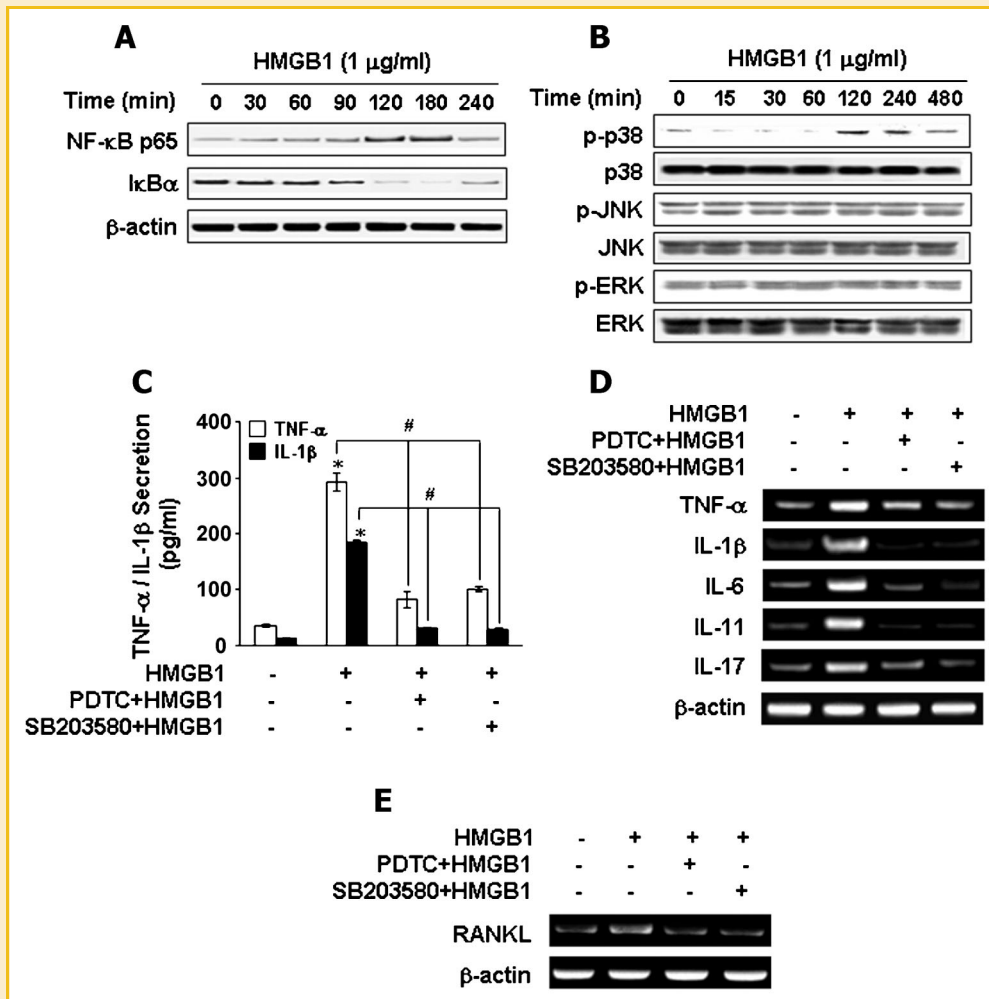 A
HMGB1 (1 μg/ml)
Time (min) 0 30 60 90 120 180 240
NF-κB p65
IκBα
β-actin
B
HMGB1 (1 μg/ml)
Time (min) 0 15 30 60 120 240 480
p-p38
p38
p-JNK
JNK
p-ERK
ERK
C
TNF-α / IL-1β Secretion
(pg/ml)
400
300
200
100
0
TNF-α
IL-1β
#
*
#
*
HMGB1 - + + +
PDTC+HMGB1 - - + -
SB203580+HMGB1 - - - +
D
HMGB1 - + + +
PDTC+HMGB1 - - + -
SB203580+HMGB1 - - - +
TNF-α
IL-1β
IL-6
IL-11
IL-17
β-actin
E
HMGB1 - + + +
PDTC+HMGB1 - - + -
SB203580+HMGB1 - - - +
RANKL
β-actin